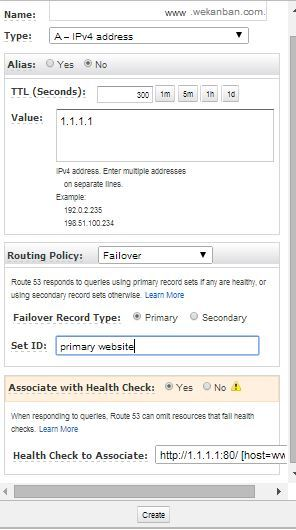 Name: www .wekanban.com.
Type: A – IPv4 address
Alias: Yes No
TTL (Seconds): 300 1m 5m 1h 1d
Value: 1.1.1.1
IPv4 address. Enter multiple addresses
on separate lines.
Example:
192.0.2.235
198.51.100.234
Routing Policy: Failover
Route 53 responds to queries using primary record sets if any are healthy, or
using secondary record sets otherwise. Learn More
Failover Record Type: Primary Secondary
Set ID: primary website
Associate with Health Check: Yes No
When responding to queries, Route 53 can omit resources that fail health
checks. Learn More
Health Check to Associate: http://1.1.1.1:80/ [host=ww
Create